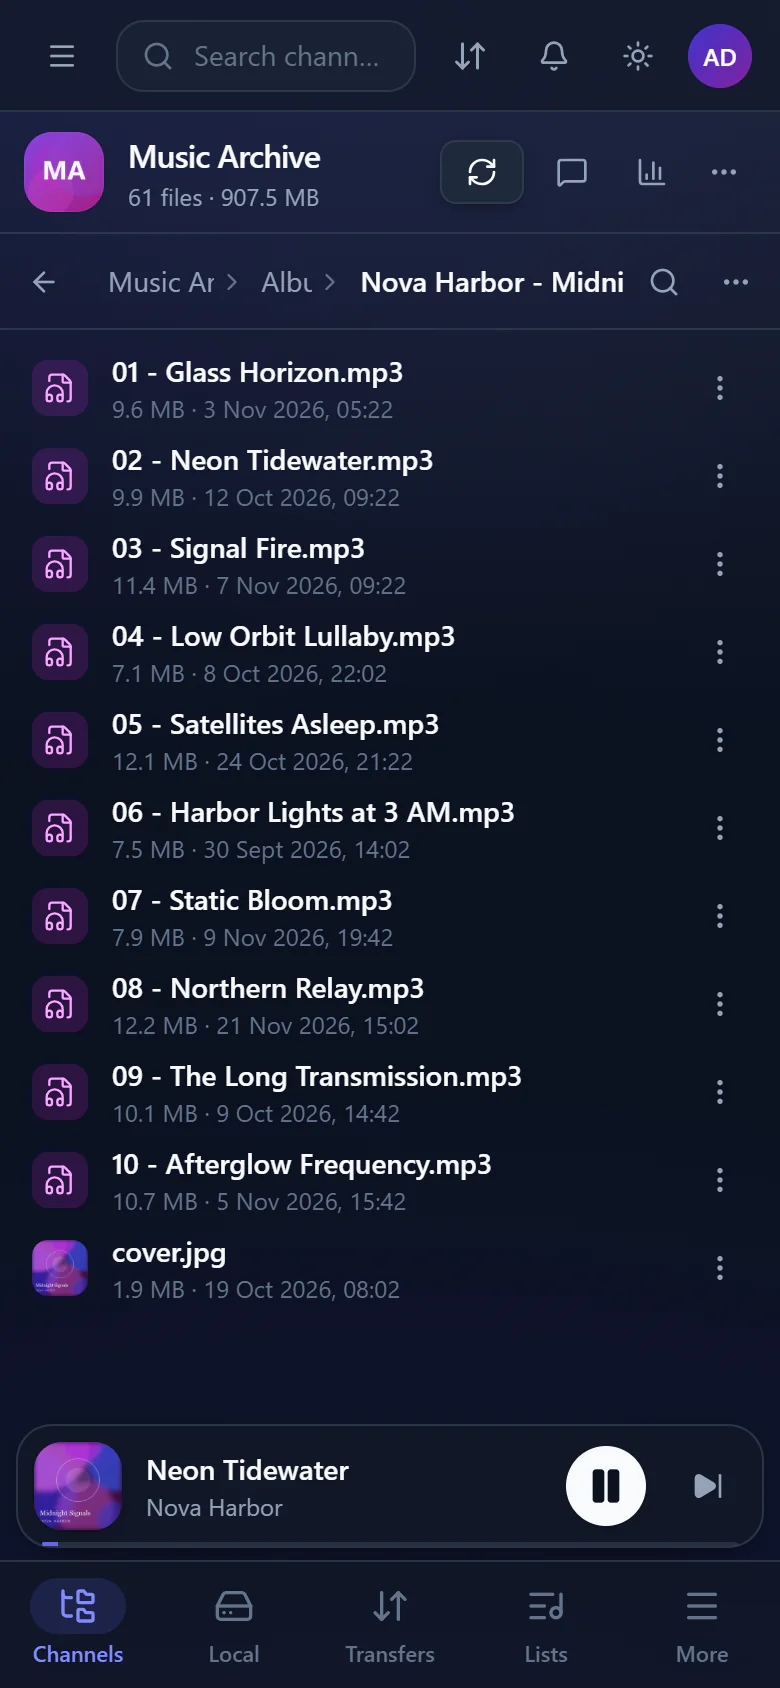 Search chann...
AD
MA
Music Archive
61 files · 907.5 MB
Music Ar
Albu
Nova Harbor - Midni
01 - Glass Horizon.mp3
9.6 MB · 3 Nov 2026, 05:22
02 - Neon Tidewater.mp3
9.9 MB · 12 Oct 2026, 09:22
03 - Signal Fire.mp3
11.4 MB · 7 Nov 2026, 09:22
04 - Low Orbit Lullaby.mp3
7.1 MB · 8 Oct 2026, 22:02
05 - Satellites Asleep.mp3
12.1 MB · 24 Oct 2026, 21:22
06 - Harbor Lights at 3 AM.mp3
7.5 MB · 30 Sept 2026, 14:02
07 - Static Bloom.mp3
7.9 MB · 9 Nov 2026, 19:42
08 - Northern Relay.mp3
12.2 MB · 21 Nov 2026, 15:02
09 - The Long Transmission.mp3
10.1 MB · 9 Oct 2026, 14:42
10 - Afterglow Frequency.mp3
10.7 MB · 5 Nov 2026, 15:42
cover.jpg
1.9 MB · 19 Oct 2026, 08:02
Midnight Signals
Neon Tidewater
Nova Harbor
Channels
Local
Transfers
Lists
More